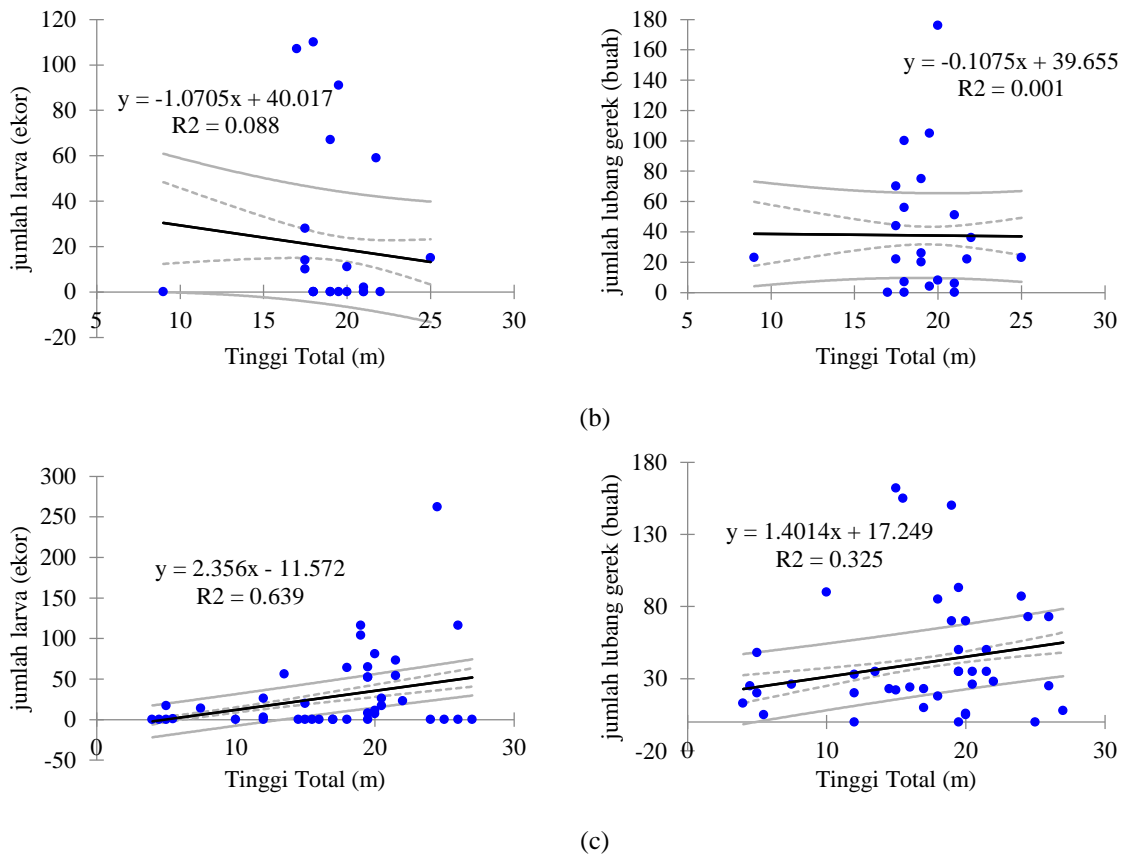 120
100
80
60
40
20
0
-20
jumlah larva (ekor)
y = -1.0705x + 40.017
R2 = 0.088
5 10 15 20 25 30
Tinggi Total (m)
180
160
140
120
100
80
60
40
20
0
jumlah lubang gerek (buah)
y = -0.1075x + 39.655
R2 = 0.001
5 10 15 20 25 30
Tinggi Total (m)
(b)
300
250
200
150
100
50
0
-50
jumlah larva (ekor)
y = 2.356x - 11.572
R2 = 0.639
0 10 20 30
Tinggi Total (m)
180
130
80
30
-20
jumlah lubang gerek (buah)
y = 1.4014x + 17.249
R2 = 0.325
0 10 20 30
Tinggi Total (m)
(c)